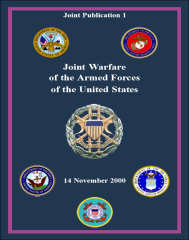 Joint Publication 1
Joint Warfare
of the Armed Forces
of the United States
14 November 2000